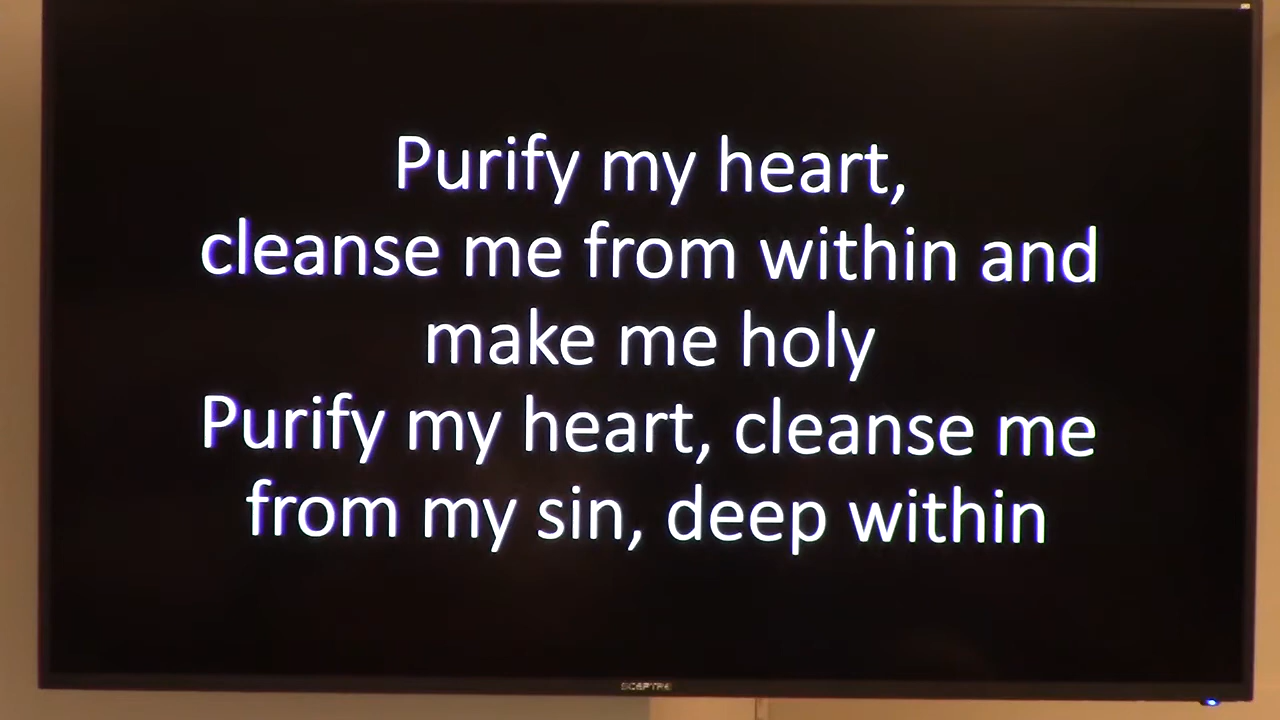 Purify my heart,
cleanse me from within and
make me holy
Purify my heart, cleanse me
from my sin, deep within
SCEPTRE